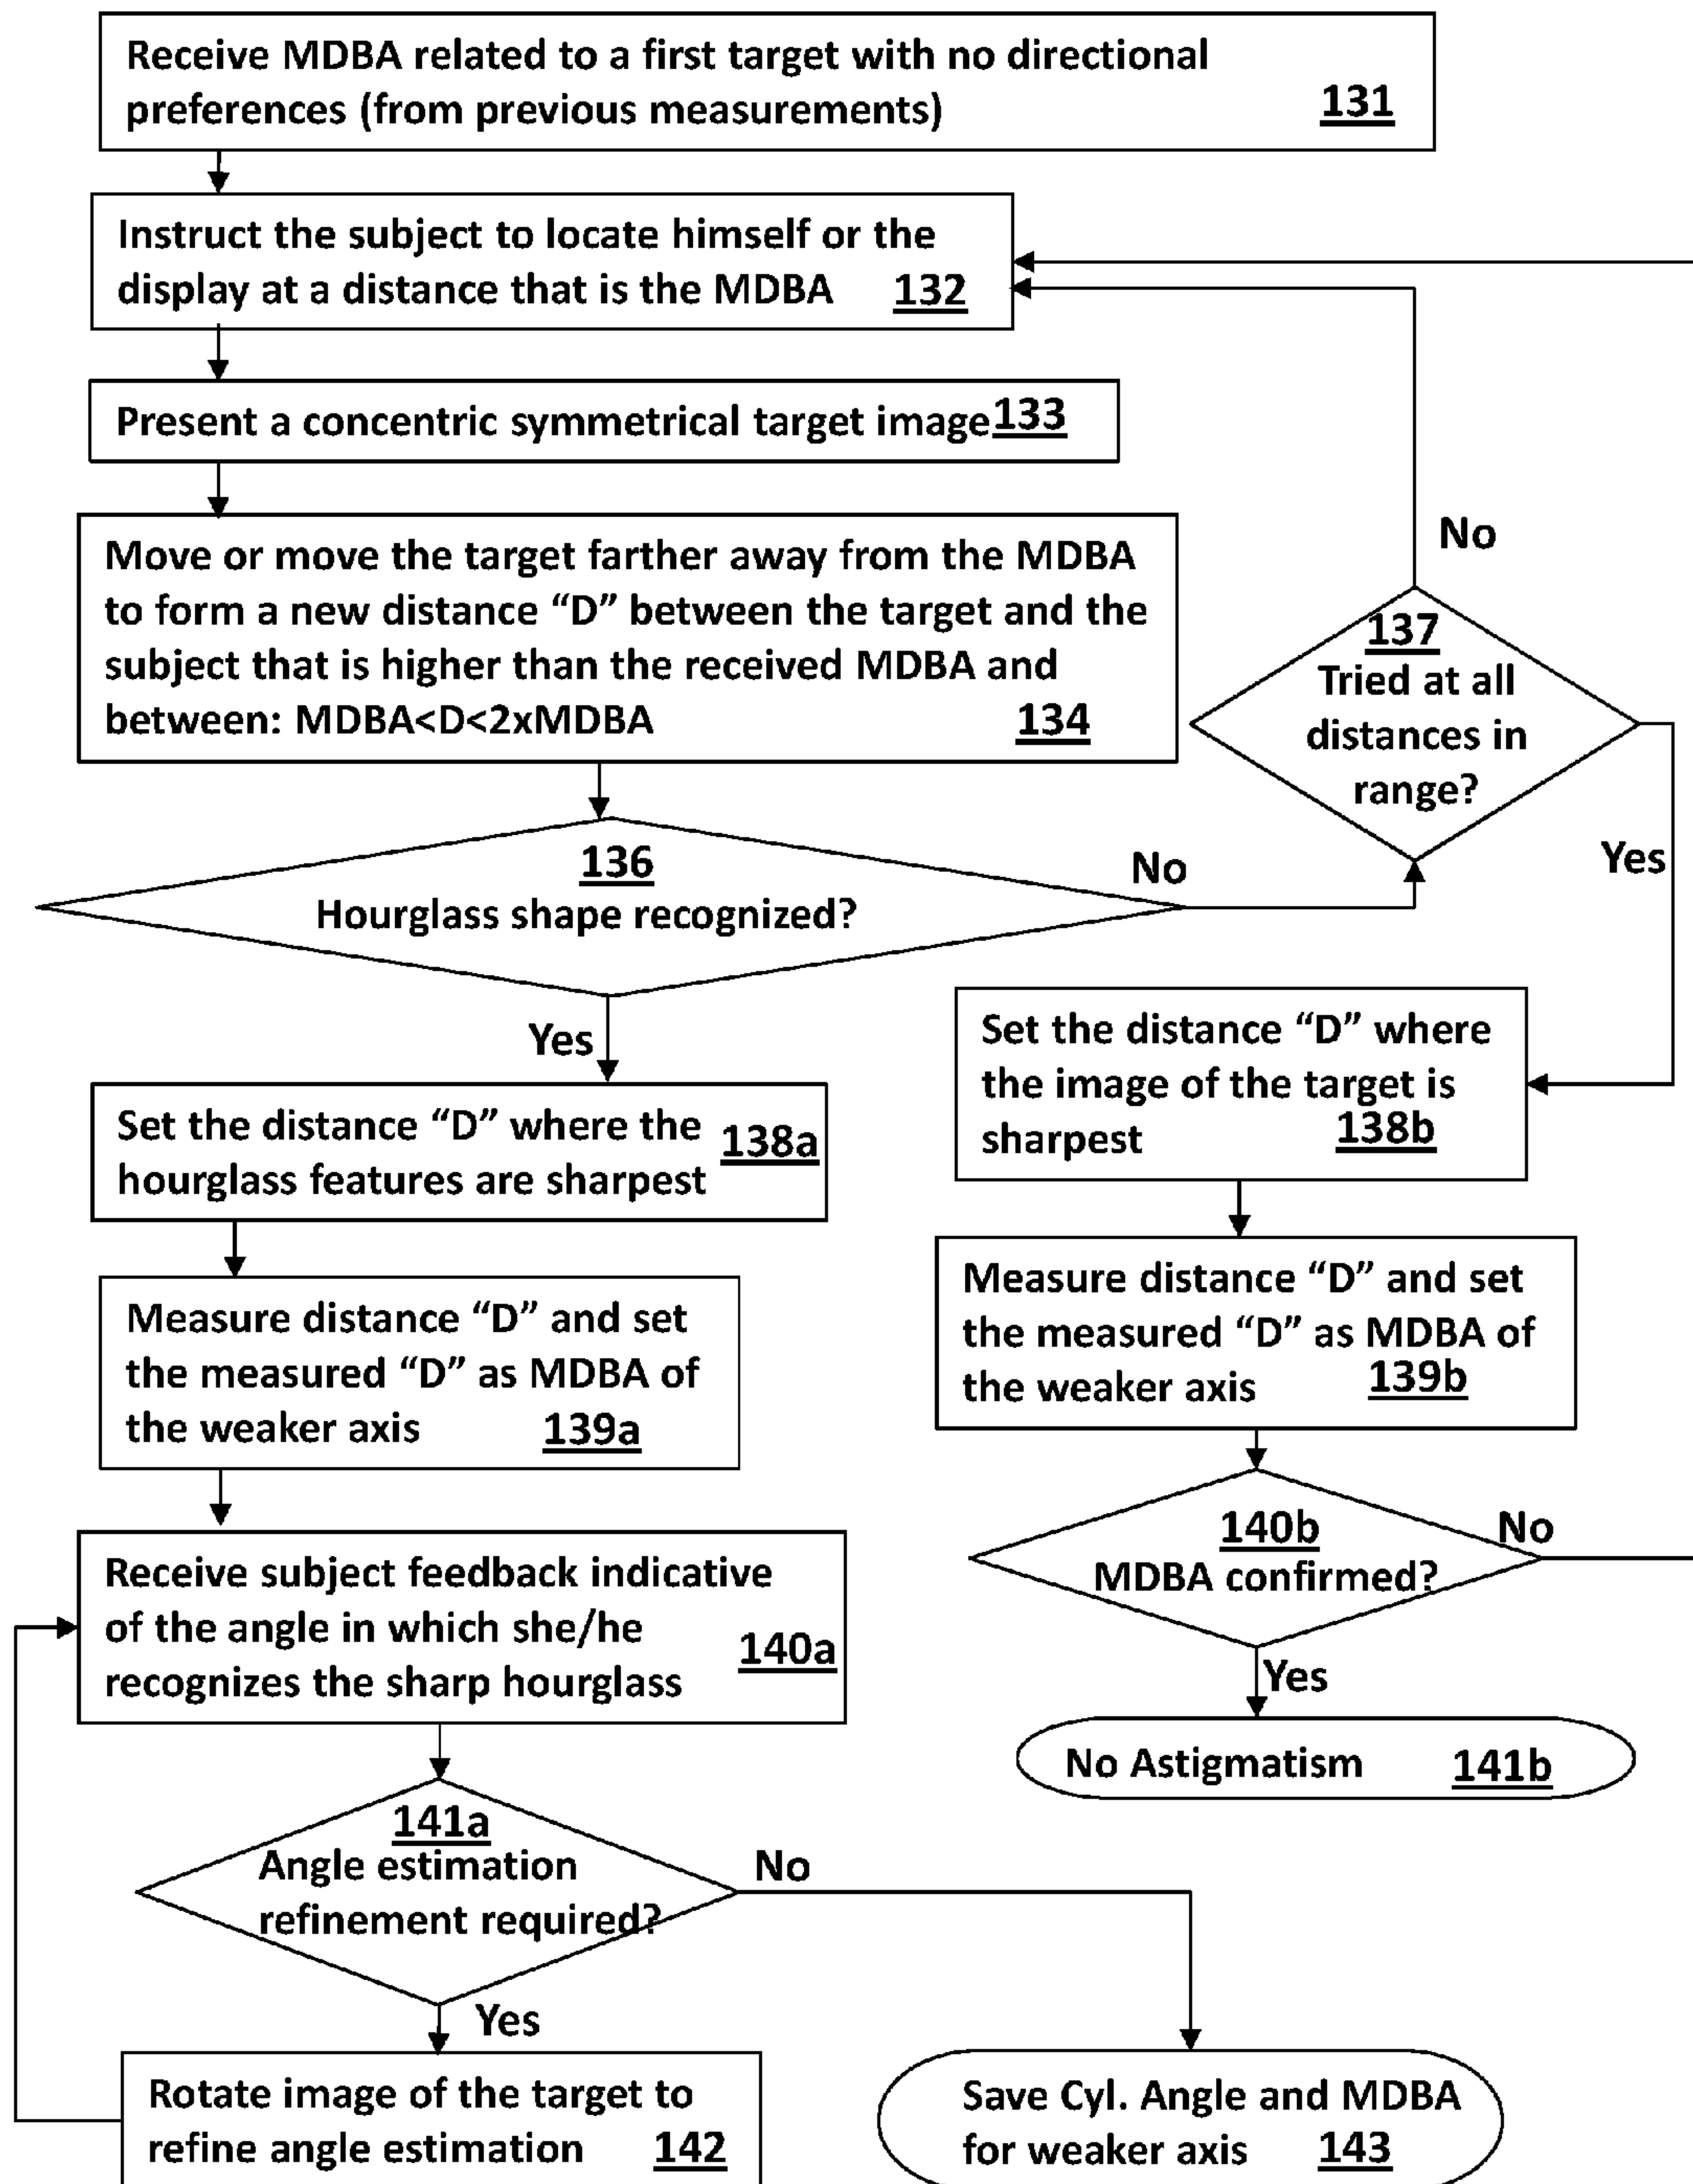 Receive MDBA related to a first target with no directional
preferences (from previous measurements) 131
Instruct the subject to locate himself or the
display at a distance that is the MDBA 132
Present a concentric symmetrical target image 133
Move or move the target farther away from the MDBA
to form a new distance “D” between the target and the
subject that is higher than the received MDBA and
between: MDBA<D<2xMDBA 134
No
137
Tried at all
distances in
range?
Yes
136
Hourglass shape recognized?
No
Yes
Set the distance “D” where the
hourglass features are sharpest 138a
Set the distance “D” where
the image of the target is
sharpest 138b
Measure distance “D” and set
the measured “D” as MDBA of
the weaker axis 139a
Measure distance “D” and set
the measured “D” as MDBA of
the weaker axis 139b
Receive subject feedback indicative
of the angle in which she/he
recognizes the sharp hourglass 140a
140b
MDBA confirmed?
No
Yes
No Astigmatism 141b
141a
Angle estimation
refinement required?
No
Yes
Rotate image of the target to
refine angle estimation 142
Save Cyl. Angle and MDBA
for weaker axis 143